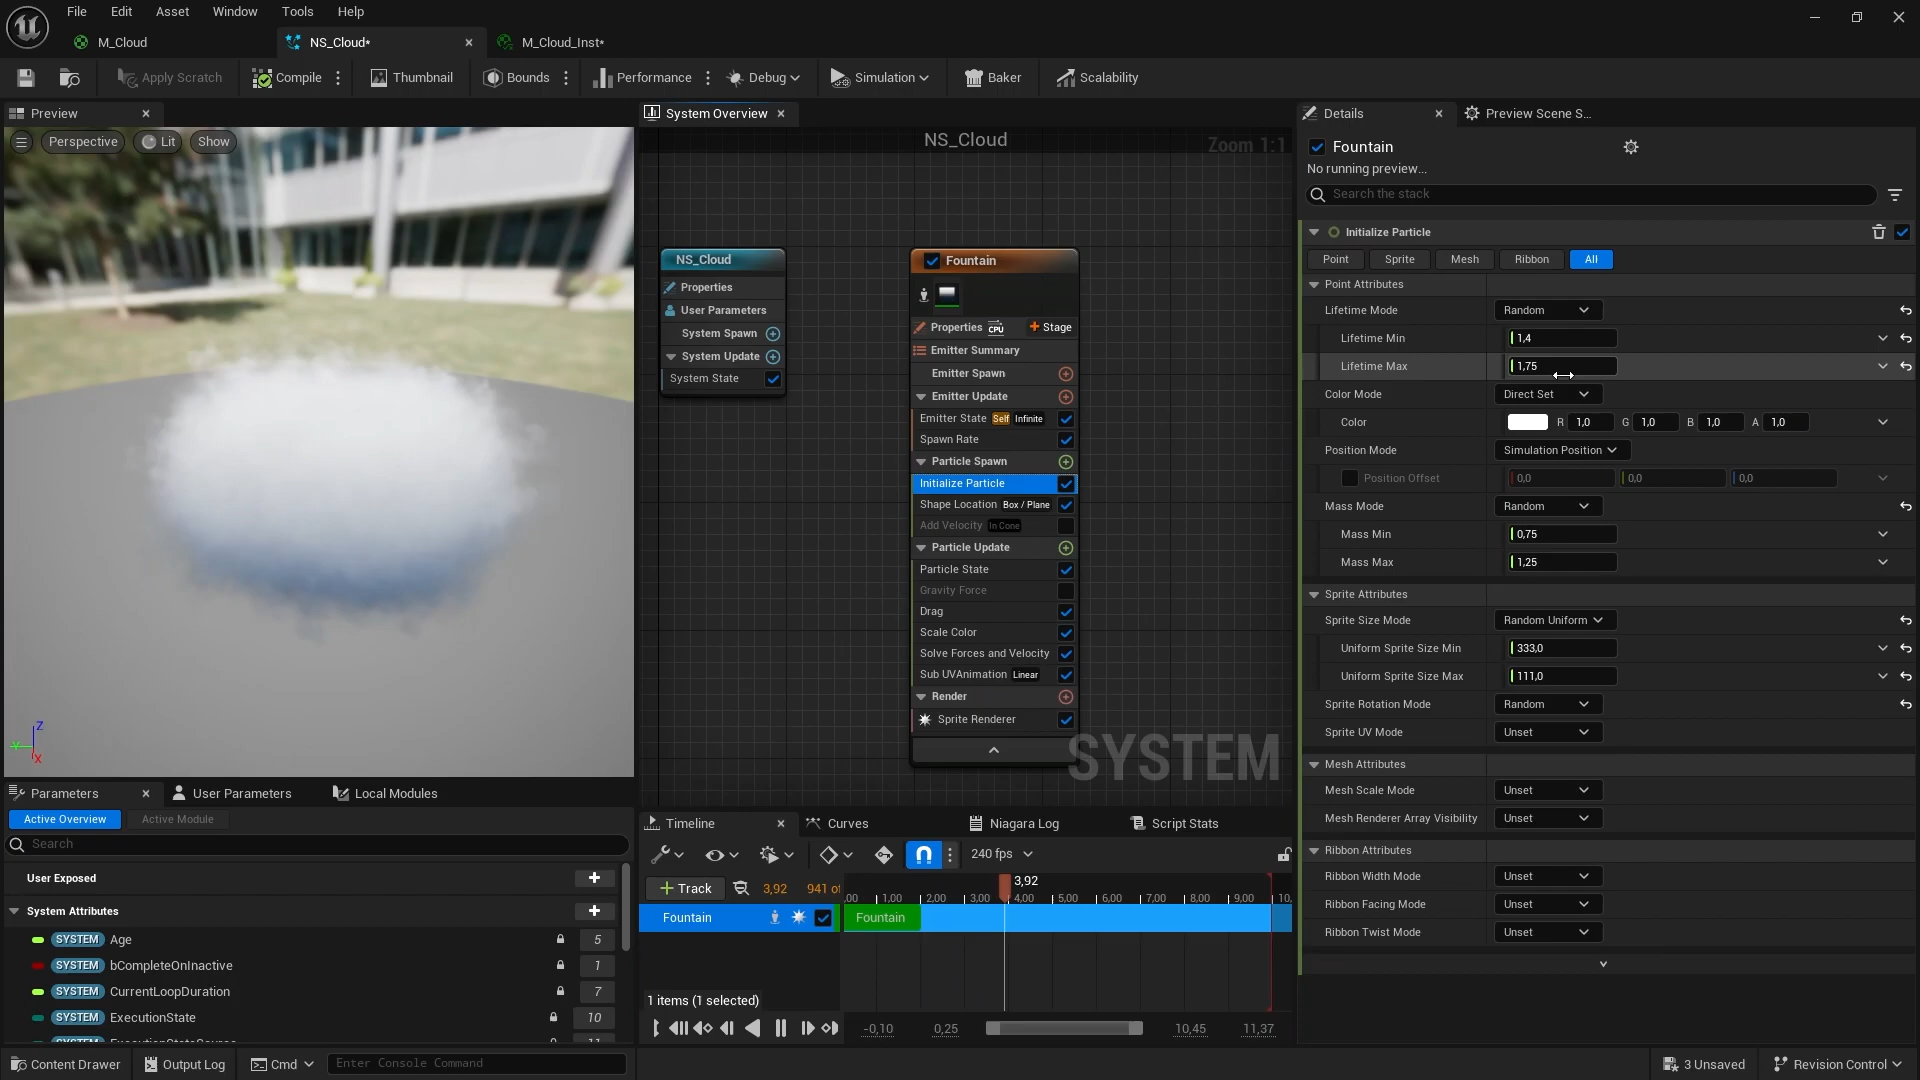 File Edit Asset Window Tools Help
M_Cloud NS_Cloud* M_Cloud_Inst*
Apply Scratch Compile Thumbnail Bounds Performance Debug Simulation Baker Scalability
Preview
Perspective Lit Show
Z
Y
X
System Overview
NS_Cloud
Zoom 1:1
NS_Cloud
Properties
User Parameters
System Spawn
System Update
System State
Fountain
Properties CPU + Stage
Emitter Summary
Emitter Spawn
Emitter Update
Emitter State Self Infinite
Spawn Rate
Particle Spawn
Initialize Particle
Shape Location Box / Plane
Add Velocity In Cone
Particle Update
Particle State
Gravity Force
Drag
Scale Color
Solve Forces and Velocity
Sub UVAnimation Linear
Render
Sprite Renderer
SYSTEM
Details Preview Scene S...
Fountain
No running preview...
Search the stack
Initialize Particle
Point Sprite Mesh Ribbon All
Point Attributes
Lifetime Mode Random
Lifetime Min 1,4
Lifetime Max 1,75
Color Mode Direct Set
Color R 1,0 G 1,0 B 1,0 A 1,0
Position Mode Simulation Position
Position Offset 0,0 0,0 0,0
Mass Mode Random
Mass Min 0,75
Mass Max 1,25
Sprite Attributes
Sprite Size Mode Random Uniform
Uniform Sprite Size Min 333,0
Uniform Sprite Size Max 111,0
Sprite Rotation Mode Random
Sprite UV Mode Unset
Mesh Attributes
Mesh Scale Mode Unset
Mesh Renderer Array Visibility Unset
Ribbon Attributes
Ribbon Width Mode Unset
Ribbon Facing Mode Unset
Ribbon Twist Mode Unset
Parameters User Parameters Local Modules
Active Overview Active Module
Search
User Exposed
System Attributes
SYSTEM Age 5
SYSTEM bCompleteOnInactive 1
SYSTEM CurrentLoopDuration 7
SYSTEM ExecutionState 10
Timeline Curves Niagara Log Script Stats
240 fps
+ Track 3,92 941 of
3,92
,00 1,00 2,00 3,00 4,00 5,00 6,00 7,00 8,00 9,00 10,
Fountain Fountain
1 items (1 selected)
-0,10 0,25 10,45 11,37
Content Drawer Output Log Cmd Enter Console Command 3 Unsaved Revision Control